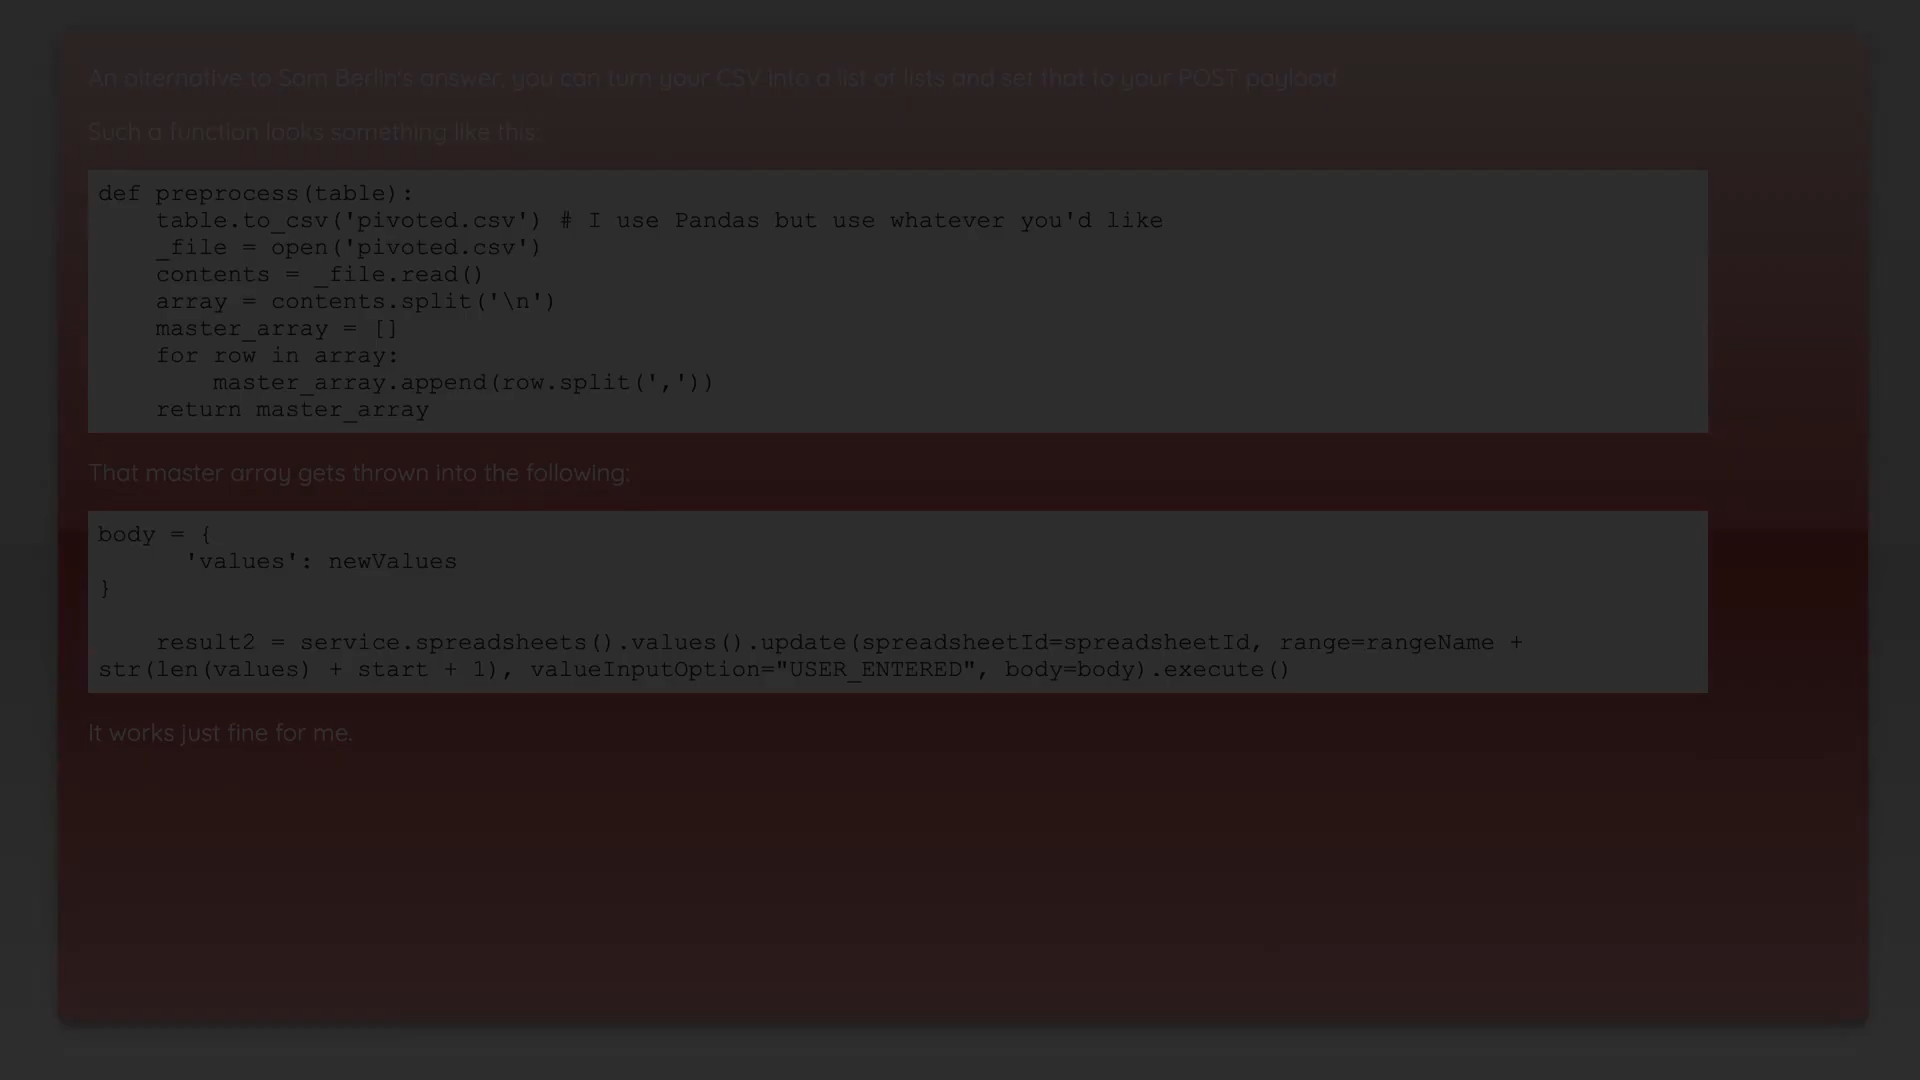 An alternative to Sam Berlin's answer, you can turn your CSV into a list of lists and set that to your POST payload.
Such a function looks something like this:
def preprocess(table):
    table.to_csv('pivoted.csv') # I use Pandas but use whatever you'd like
    _file = open('pivoted.csv')
    contents = _file.read()
    array = contents.split('\n')
    master_array = []
    for row in array:
        master_array.append(row.split(','))
    return master_array
That master array gets thrown into the following:
body = {
      'values': newValues
}
    result2 = service.spreadsheets().values().update(spreadsheetId=spreadsheetId, range=rangeName +
str(len(values) + start + 1), valueInputOption="USER_ENTERED", body=body).execute()
It works just fine for me.